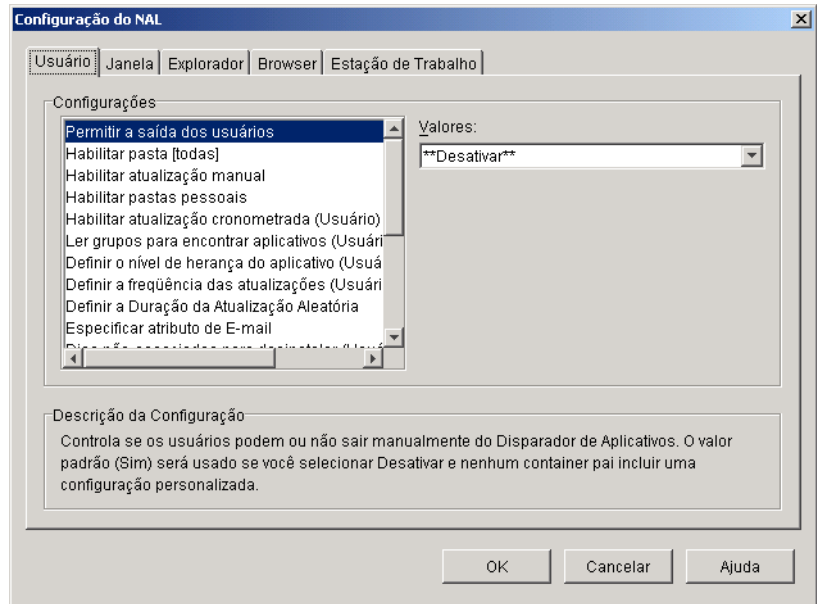 Configuração do NAL
Usuário Janela Explorador Browser Estação de Trabalho
Configurações
Permitir a saída dos usuários
Habilitar pasta [todas]
Habilitar atualização manual
Habilitar pastas pessoais
Habilitar atualização cronometrada (Usuário)
Ler grupos para encontrar aplicativos (Usuári
Definir o nível de herança do aplicativo (Usuá
Definir a freqüência das atualizações (Usuári
Definir a Duração da Atualização Aleatória
Especificar atributo de E-mail
Valores:
**Desativar**
Descrição da Configuração
Controla se os usuários podem ou não sair manualmente do Disparador de Aplicativos. O valor
padrão (Sim) será usado se você selecionar Desativar e nenhum container pai incluir uma
configuração personalizada.
OK Cancelar Ajuda